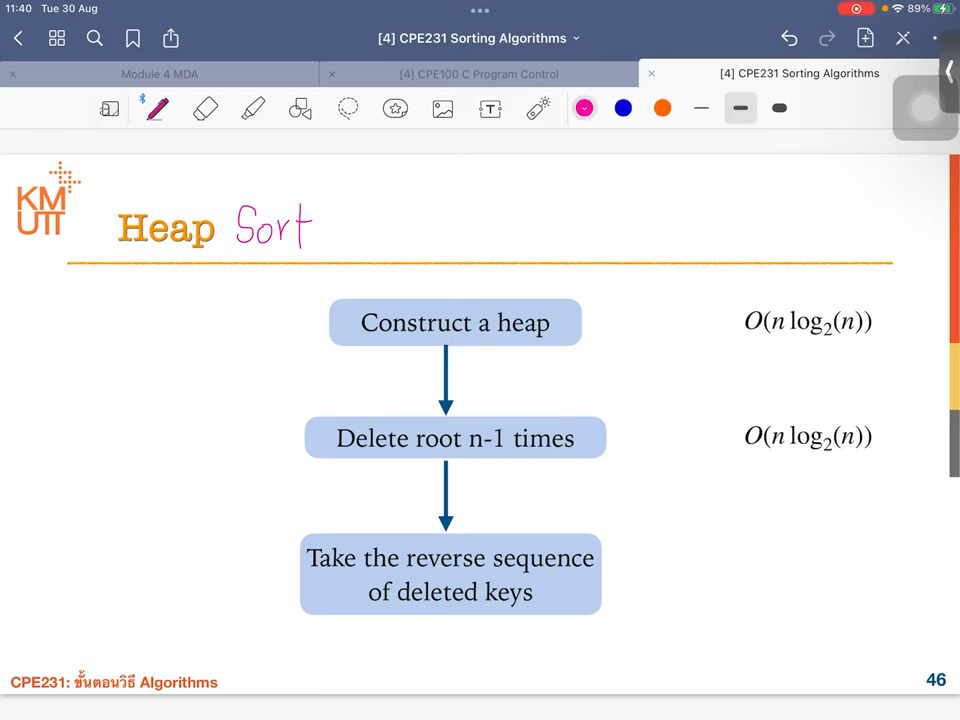 11:40 Tue 30 Aug
89%
[4] CPE231 Sorting Algorithms
Module 4 MDA
[4] CPE100 C Program Control
[4] CPE231 Sorting Algorithms
KM
UTT
Heap Sort
Construct a heap
O(n log₂(n))
Delete root n-1 times
O(n log₂(n))
Take the reverse sequence
of deleted keys
CPE231: ขั้นตอนวิธี Algorithms
46